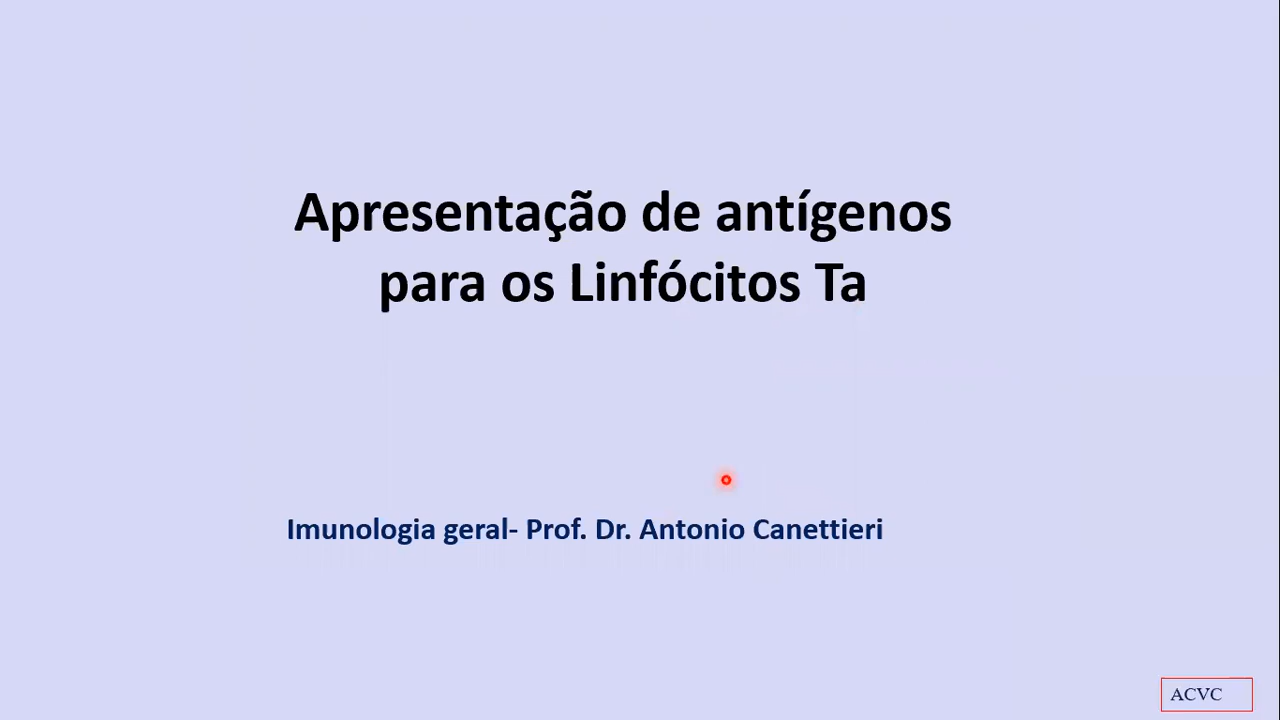 Apresentação de antígenos
para os Linfócitos Ta
Imunologia geral- Prof. Dr. Antonio Canettieri
ACVC